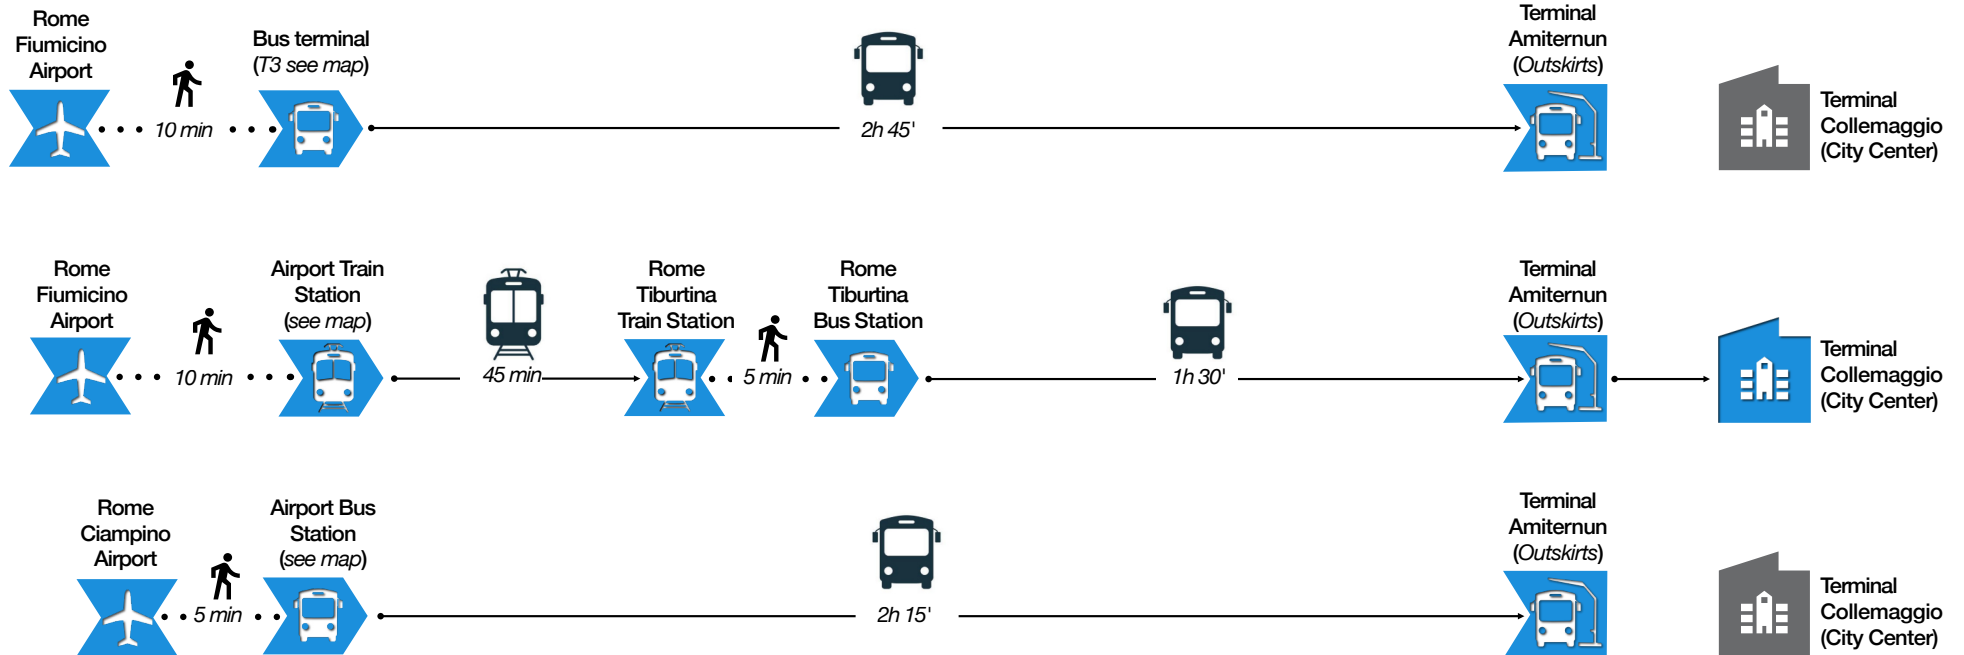 Rome
Fiumicino
Airport
10 min
Bus terminal
(T3 see map)
2h 45'
Terminal
Amiternun
(Outskirts)
Terminal
Collemaggio
(City Center)
Rome
Fiumicino
Airport
10 min
Airport Train
Station
(see map)
45 min
Rome
Tiburtina
Train Station
5 min
Rome
Tiburtina
Bus Station
1h 30'
Terminal
Amiternun
(Outskirts)
Terminal
Collemaggio
(City Center)
Rome
Ciampino
Airport
5 min
Airport Bus
Station
(see map)
2h 15'
Terminal
Amiternun
(Outskirts)
Terminal
Collemaggio
(City Center)